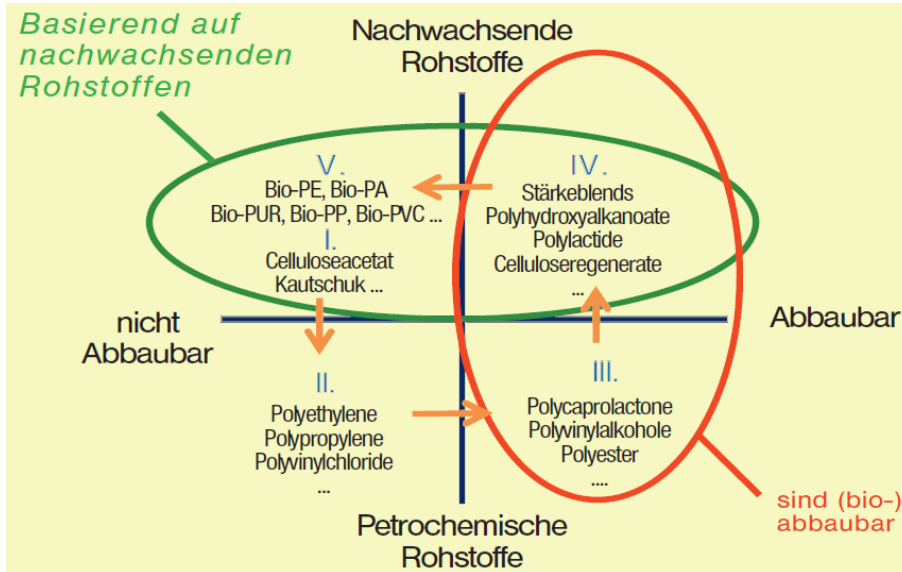 Basierend auf
nachwachsenden
Rohstoffen
Nachwachsende
Rohstoffe
V.
Bio-PE, Bio-PA
Bio-PUR, Bio-PP, Bio-PVC ...
I.
Celluloseacetat
Kautschuk ...
IV.
Stärkeblends
Polyhydroxyalkanoate
Polylactide
Celluloseregenerate
...
nicht
Abbaubar
Abbaubar
II.
Polyethylene
Polypropylene
Polyvinylchloride
...
III.
Polycaprolactone
Polyvinylalkohole
Polyester
....
sind (bio-)
abbaubar
Petrochemische
Rohstoffe